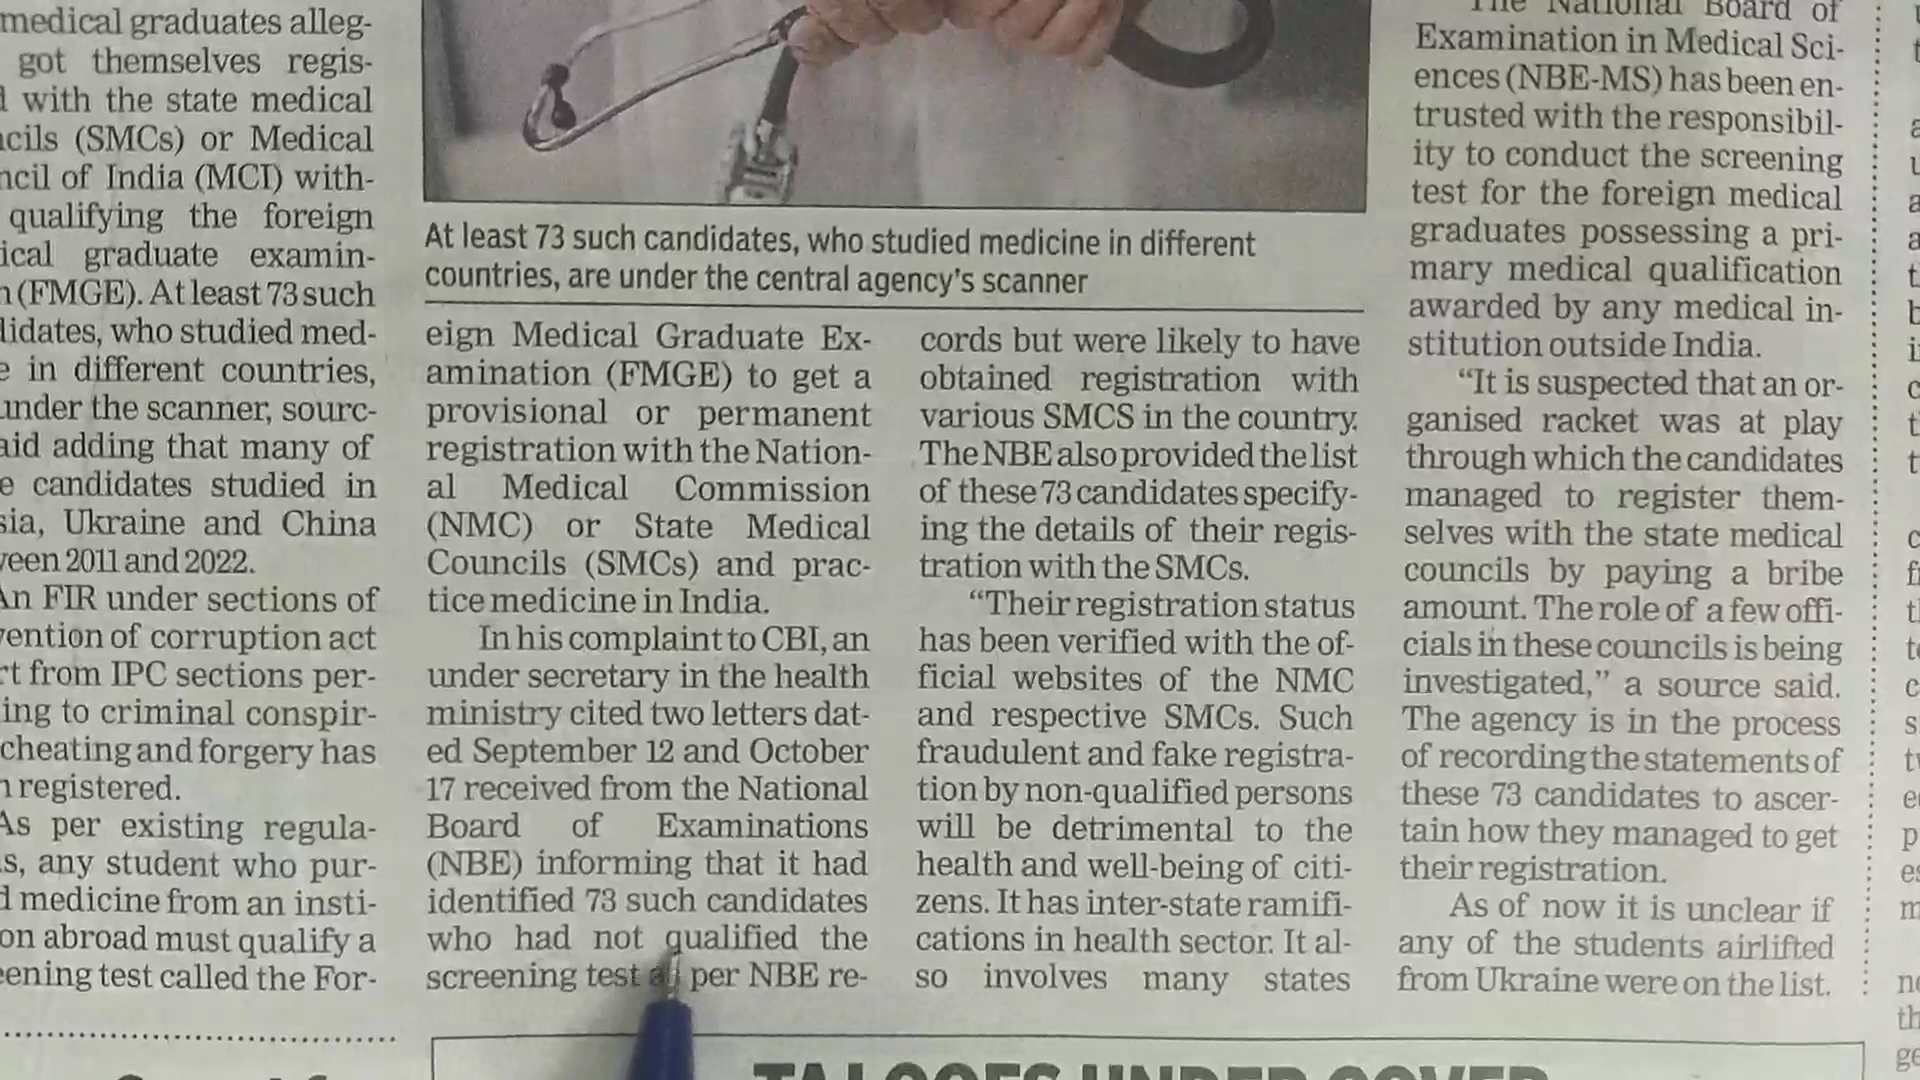 medical graduates alleg-
got themselves regis-
with the state medical
(SMCs) or Medical
of India (MCI) with-
qualifying the foreign
graduate examin-
(FMGE). At least 73 such
who studied med-
in different countries,
under the scanner, sourc-
adding that many of
candidates studied in
Ukraine and China
2011 and 2022.
An FIR under sections of
of corruption act
from IPC sections per-
to criminal conspir-
cheating and forgery has
registered.
As per existing regula-
any student who pur-
medicine from an insti-
abroad must qualify a
test called the For-
At least 73 such candidates, who studied medicine in different
countries, are under the central agency's scanner
eign Medical Graduate Ex-
amination (FMGE) to get a
provisional or permanent
registration with the Nation-
al Medical Commission
(NMC) or State Medical
Councils (SMCs) and prac-
tice medicine in India.
In his complaint to CBI, an
under secretary in the health
ministry cited two letters dat-
ed September 12 and October
17 received from the National
Board of Examinations
(NBE) informing that it had
identified 73 such candidates
who had not qualified the
screening test as per NBE re-
cords but were likely to have
obtained registration with
various SMCS in the country.
The NBE also provided the list
of these 73 candidates specify-
ing the details of their regis-
tration with the SMCs.
"Their registration status
has been verified with the of-
ficial websites of the NMC
and respective SMCs. Such
fraudulent and fake registra-
tion by non-qualified persons
will be detrimental to the
health and well-being of citi-
zens. It has inter-state ramifi-
cations in health sector. It al-
so involves many states
The National Board of
Examination in Medical Sci-
ences (NBE-MS) has been en-
trusted with the responsibil-
ity to conduct the screening
test for the foreign medical
graduates possessing a pri-
mary medical qualification
awarded by any medical in-
stitution outside India.
"It is suspected that an or-
ganised racket was at play
through which the candidates
managed to register them-
selves with the state medical
councils by paying a bribe
amount. The role of a few offi-
cials in these councils is being
investigated," a source said.
The agency is in the process
of recording the statements of
these 73 candidates to ascer-
tain how they managed to get
their registration.
As of now it is unclear if
any of the students airlifted
from Ukraine were on the list.